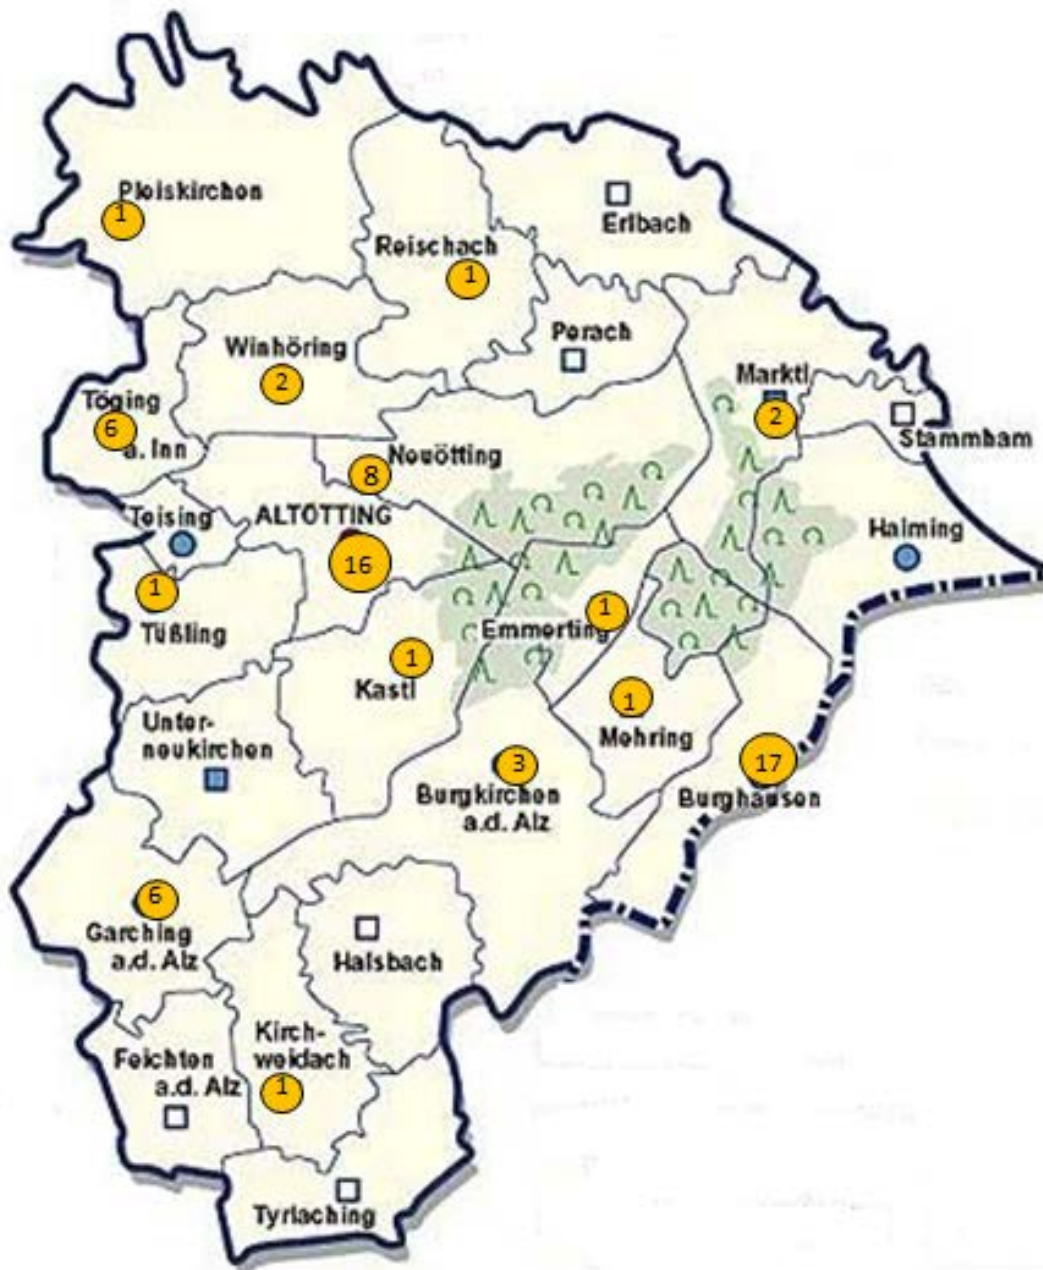 Pleiskirchen
1
Erlbach
Reischach
1
Perach
Winhöring
2
Marktl
2
Töging
6
a. Inn
Stammham
Neuötting
8
Teising
ALTÖTTING
16
Haiming
1
Tüßling
1
Emmerting
1
Kastl
1
Mehring
Unter-
neukirchen
3
Burgkirchen
a.d. Alz
17
Burghausen
6
Garching
a.d. Alz
Halsbach
Kirch-
weidach
1
Feichten
a.d. Alz
Tyrlaching